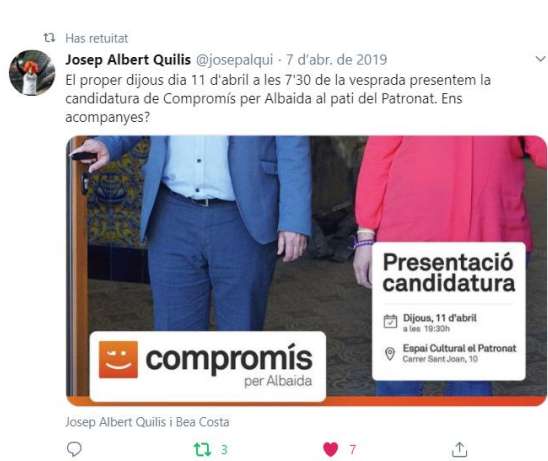 Has retuitat
Josep Albert Quilis @josepalqui · 7 d'abr. de 2019
El proper dijous dia 11 d'abril a les 7'30 de la vesprada presentem la
candidatura de Compromís per Albaida al pati del Patronat. Ens
acompanyes?
Presentació
candidatura
Dijous, 11 d'abril
a les 19:30h
Espai Cultural el Patronat
Carrer Sant Joan, 10
compromís
per Albaida
Josep Albert Quilis i Bea Costa
3 7